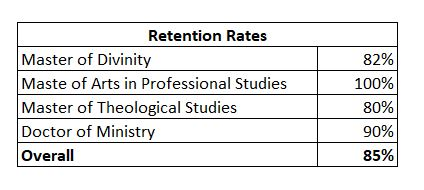 Retention Rates
Master of Divinity 82%
Maste of Arts in Professional Studies 100%
Master of Theological Studies 80%
Doctor of Ministry 90%
Overall 85%